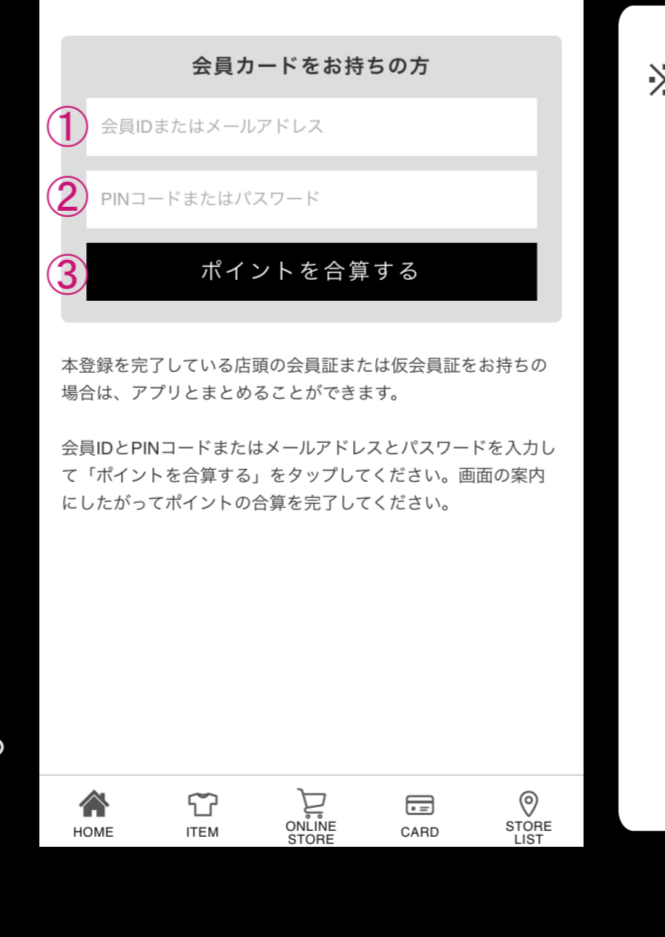 会員カードをお持ちの方
① 会員IDまたはメールアドレス
② PINコードまたはパスワード
③ ポイントを合算する
本登録を完了している店頭の会員証または仮会員証をお持ちの
場合は、アプリとまとめることができます。
会員IDとPINコードまたはメールアドレスとパスワードを入力し
て「ポイントを合算する」をタップしてください。画面の案内
にしたがってポイントの合算を完了してください。
HOME
ITEM
ONLINE
STORE
CARD
STORE
LIST